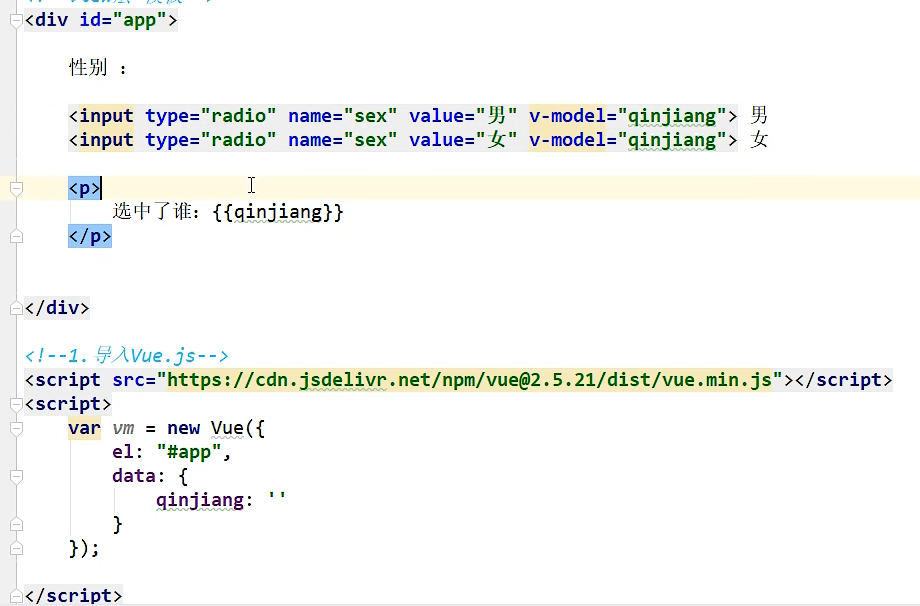 <div id="app">
性别 :
<input type="radio" name="sex" value="男" v-model="qinjiang"> 男
<input type="radio" name="sex" value="女" v-model="qinjiang"> 女
<p>
选中了谁: {{qinjiang}}
</p>
</div>
<!--1.导入Vue.js-->
<script src="https://cdn.jsdelivr.net/npm/vue@2.5.21/dist/vue.min.js"></script>
<script>
var vm = new Vue({
el: "#app",
data: {
qinjiang: ''
}
});
</script>